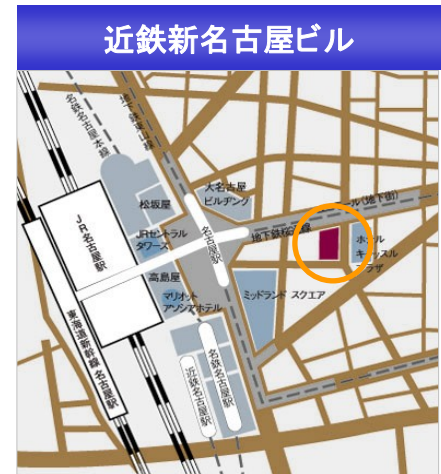 近鉄新名古屋ビル
名鉄名古屋本線
地下鉄東山線
大名古屋
ビルヂング
松坂屋
JR名古屋駅
JRセントラル
タワーズ
名古屋駅
地下鉄桜
線
ル(地下街)
ホテル
キャッスル
プラザ
高島屋
マリオット
アソシアホテル
ミッドランド スクエア
東海道新幹線名古屋駅
近鉄名古屋駅
名鉄名古屋駅